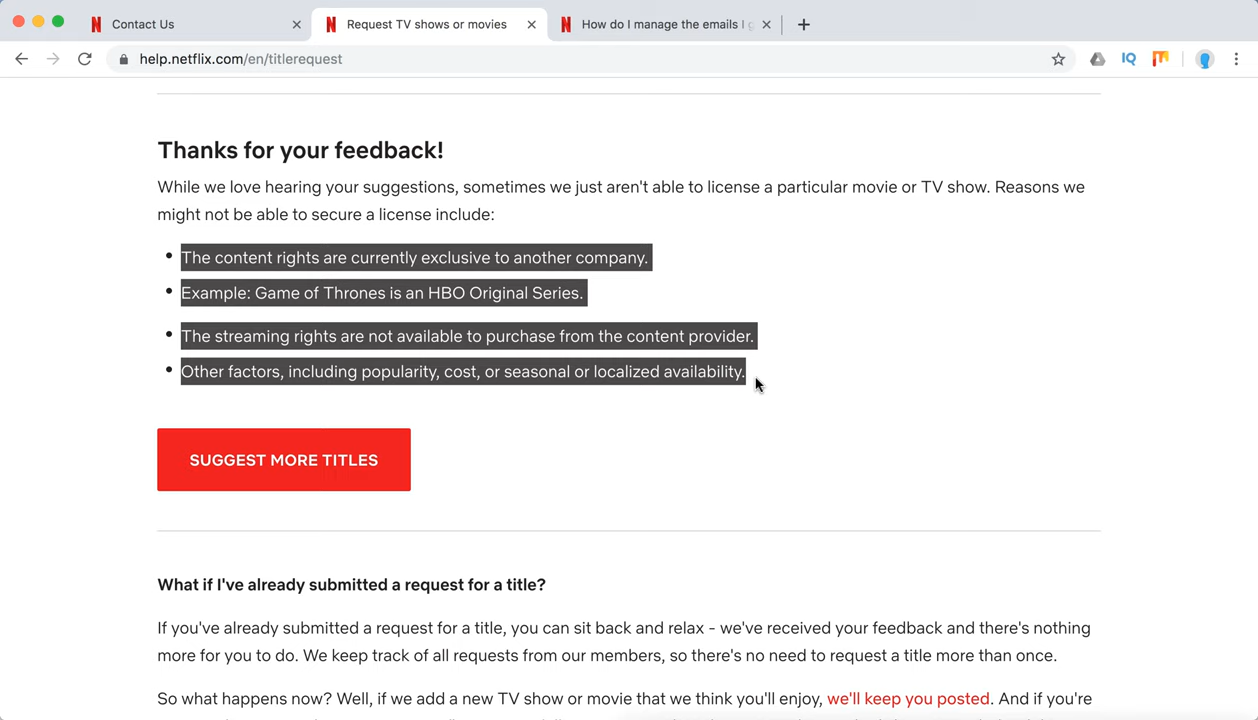 Contact Us
Request TV shows or movies
How do I manage the emails I g
help.netflix.com/en/titlerequest
IQ
Thanks for your feedback!
While we love hearing your suggestions, sometimes we just aren't able to license a particular movie or TV show. Reasons we
might not be able to secure a license include:
The content rights are currently exclusive to another company.
Example: Game of Thrones is an HBO Original Series.
The streaming rights are not available to purchase from the content provider.
Other factors, including popularity, cost, or seasonal or localized availability.
SUGGEST MORE TITLES
What if I've already submitted a request for a title?
If you've already submitted a request for a title, you can sit back and relax - we've received your feedback and there's nothing
more for you to do. We keep track of all requests from our members, so there's no need to request a title more than once.
So what happens now? Well, if we add a new TV show or movie that we think you'll enjoy, we'll keep you posted. And if you're